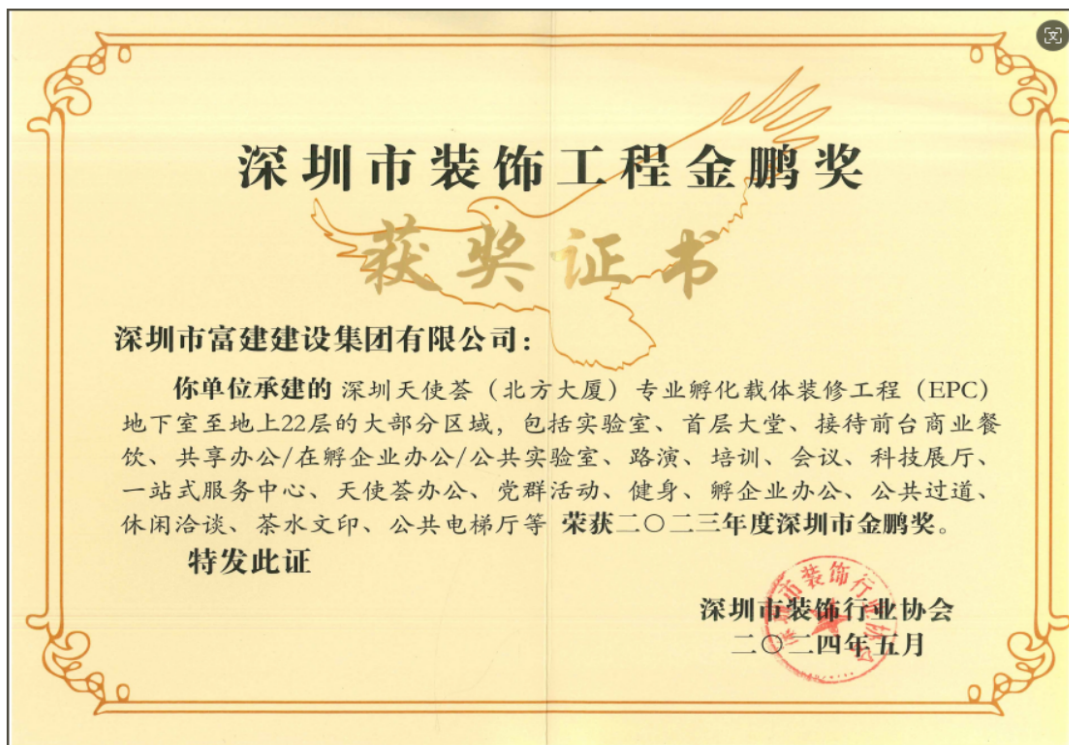 深圳市装饰工程金鹏奖
获奖证书
深圳市富建建设集团有限公司：
你单位承建的 深圳天使荟（北方大厦）专业孵化载体装修工程（EPC）
地下室至地上22层的大部分区域，包括实验室、首层大堂、接待前台商业餐
饮、共享办公/在孵企业办公/公共实验室、路演、培训、会议、科技展厅、
一站式服务中心、天使荟办公、党群活动、健身、孵企业办公、公共过道、
休闲洽谈、茶水文印、公共电梯厅等 荣获二〇二三年度深圳市金鹏奖。
特发此证
深圳市装饰行业协会
二〇二四年五月
深圳市装饰行业协会